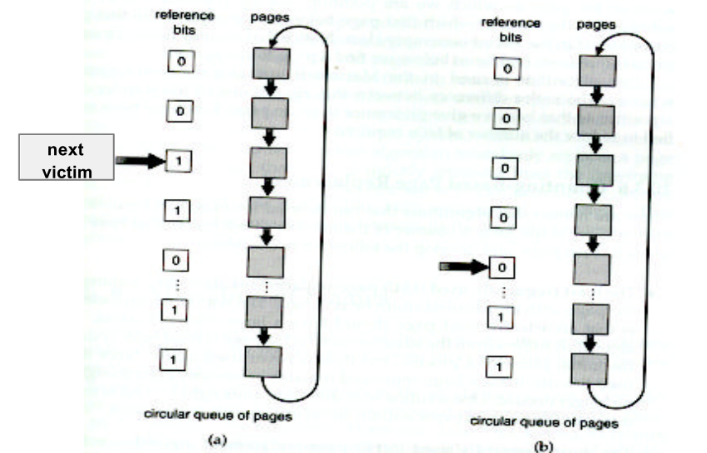 reference pages
bits
0
0
next
victim
1
1
0
1
1
circular queue of pages
(a)
reference pages
bits
0
0
0
0
0
1
1
circular queue of pages
(b)